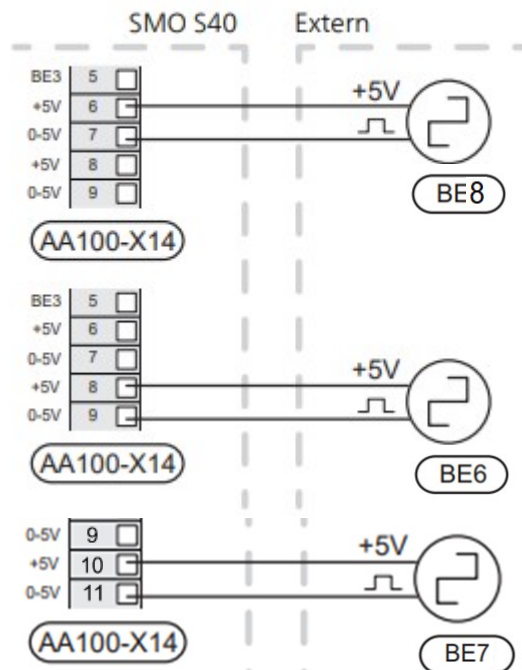 SMO S40 Extern
BE3 5
+5V 6 +5V
0-5V 7
+5V 8
0-5V 9
BE8
AA100-X14
BE3 5
+5V 6
0-5V 7
+5V 8 +5V
0-5V 9
AA100-X14
BE6
0-5V 9
+5V 10 +5V
0-5V 11
AA100-X14
BE7